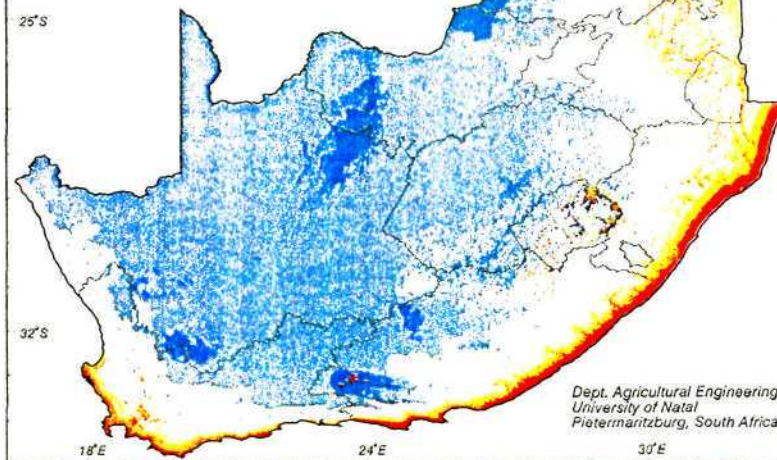 25°S
32°S
Dept. Agricultural Engineering
University of Natal
Pietermaritzburg, South Africa
18°E
24°E
30°E